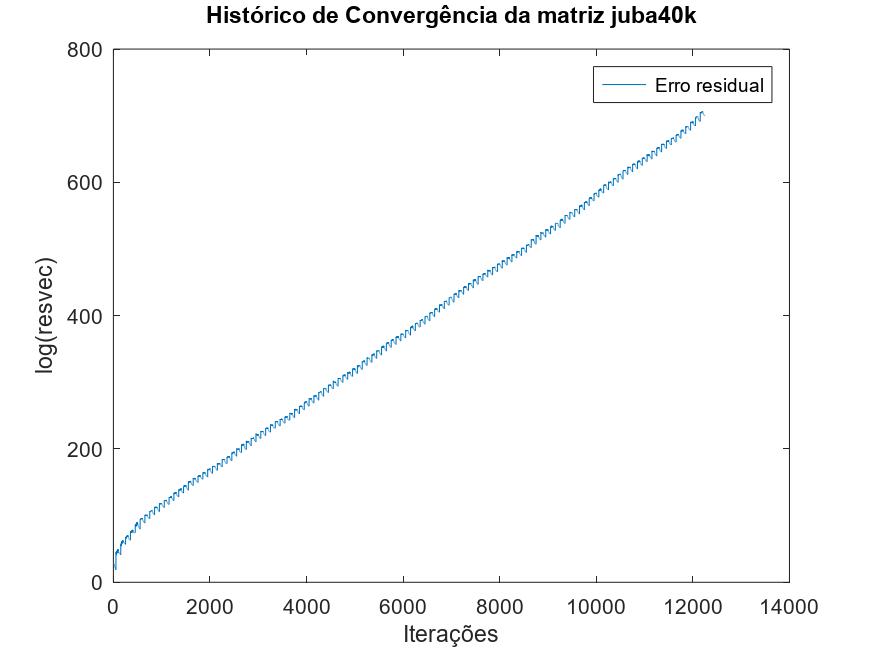 Histórico de Convergência da matriz juba40k
800
600
400
200
0
log(resvec)
Erro residual
0 2000 4000 6000 8000 10000 12000 14000
Iterações